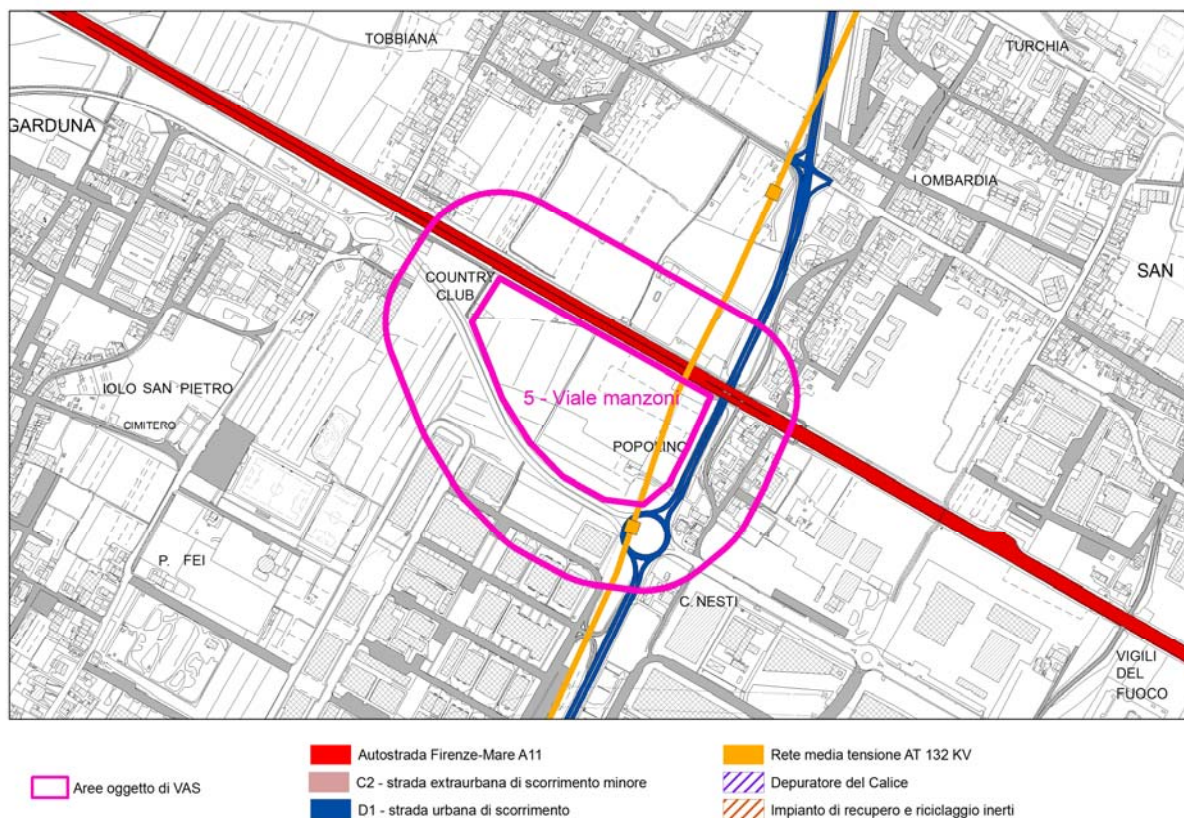 TOBBIANA
TURCHIA
GARDUNA
LOMBARDIA
SAN
COUNTRY
CLUB
IOLO SAN PIETRO
5 - Viale manzoni
CIMITERO
POPOLINO
P. FEI
C. NESTI
VIGILI
DEL
FUOCO
Aree oggetto di VAS
Autostrada Firenze-Mare A11
C2 - strada extraurbana di scorrimento minore
D1 - strada urbana di scorrimento
Rete media tensione AT 132 KV
Depuratore del Calice
Impianto di recupero e riciclaggio inerti